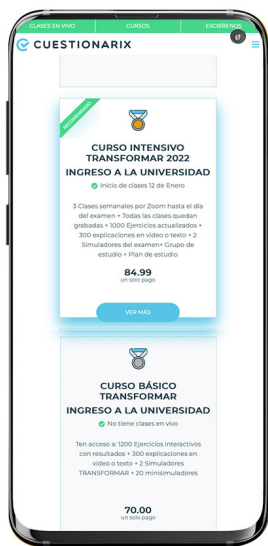 CLASES EN VIVO CURSOS ESCRÍBENOS
CUESTIONARIX
RECOMENDADO
CURSO INTENSIVO
TRANSFORMAR 2022
INGRESO A LA UNIVERSIDAD
Inicio de clases 12 de Enero
3 Clases semanales por Zoom hasta el día
del examen + Todas las clases quedan
grabadas + 1000 Ejercicios actualizados +
300 explicaciones en video o texto + 2
Simuladores del examen+ Grupo de
estudio + Plan de estudio
84.99
un solo pago
VER MÁS
CURSO BÁSICO
TRANSFORMAR
INGRESO A LA UNIVERSIDAD
No tiene clases en vivo
Ten acceso a: 1200 Ejercicios interactivos
con resultados + 300 explicaciones en
video o texto + 2 Simuladores
TRANSFORMAR + 20 minisimuladores
70.00
un solo pago